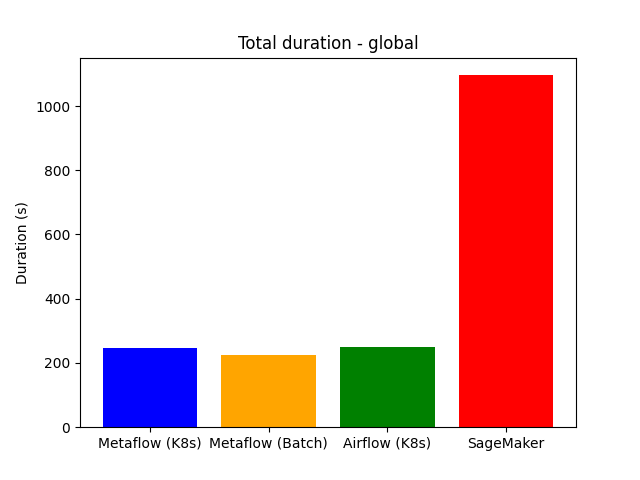 Total duration - global
Duration (s)
1000
800
600
400
200
0
Metaflow (K8s) Metaflow (Batch) Airflow (K8s) SageMaker